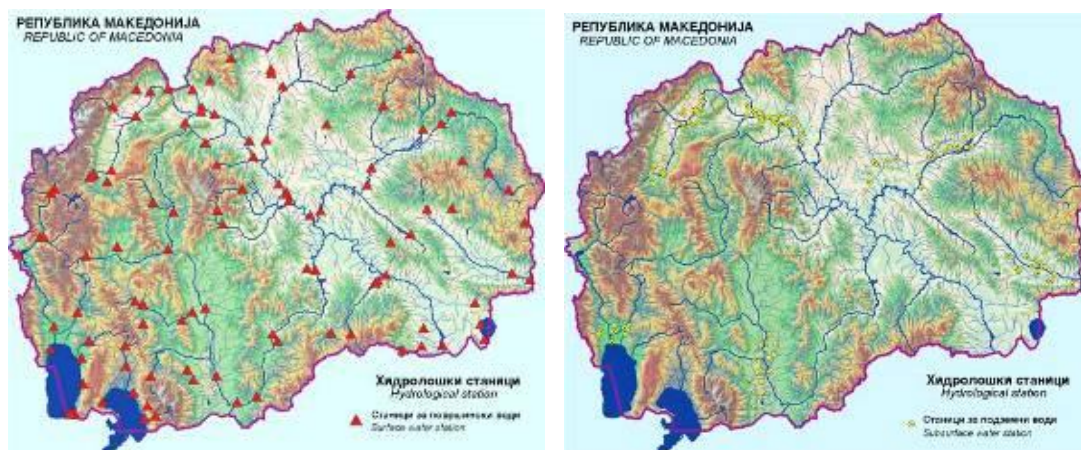 РЕПУБЛИКА МАКЕДОНИЈА
REPUBLIC OF MACEDONIA
Хидролошки станици
Hydrological station
Станици за површински води
Surface water station
РЕПУБЛИКА МАКЕДОНИЈА
REPUBLIC OF MACEDONIA
Хидролошки станици
Hydrological station
Станици за подземни води
Subsurface water station